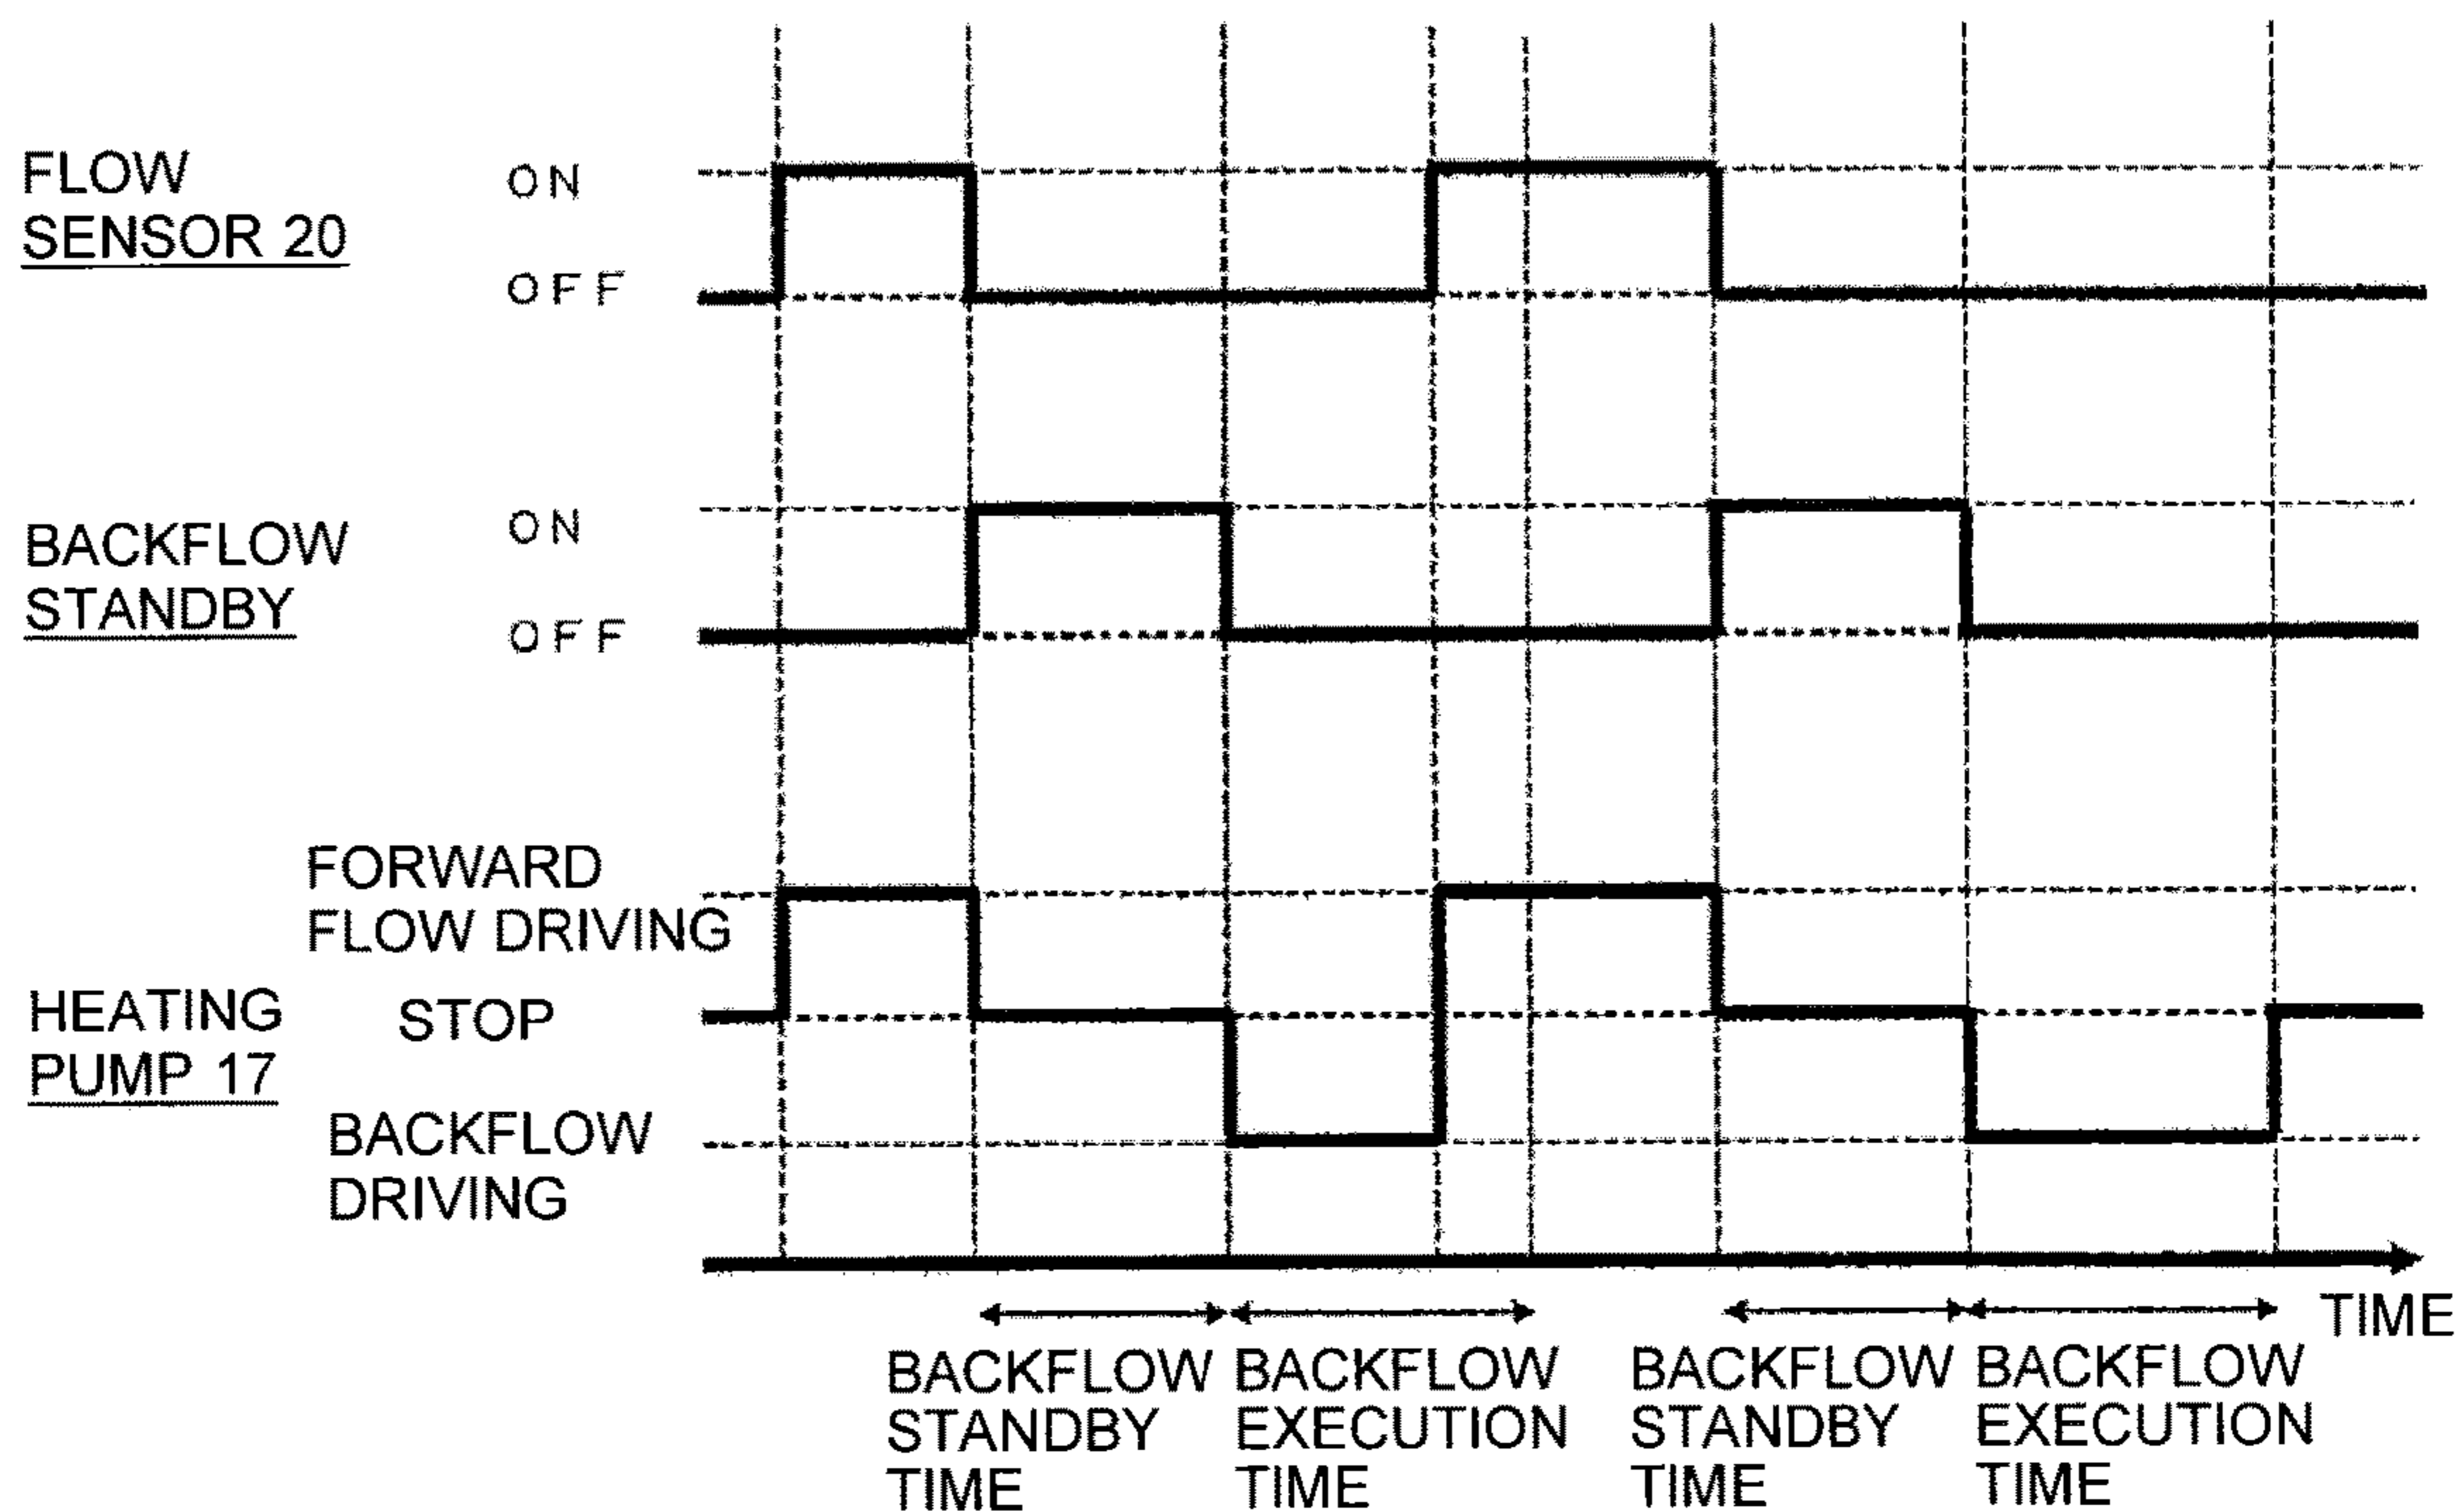 FLOW
SENSOR 20
ON
OFF
BACKFLOW
STANDBY
ON
OFF
HEATING
PUMP 17
FORWARD
FLOW DRIVING
STOP
BACKFLOW
DRIVING
TIME
BACKFLOW
STANDBY
TIME
BACKFLOW
EXECUTION
TIME
BACKFLOW
STANDBY
TIME
BACKFLOW
EXECUTION
TIME